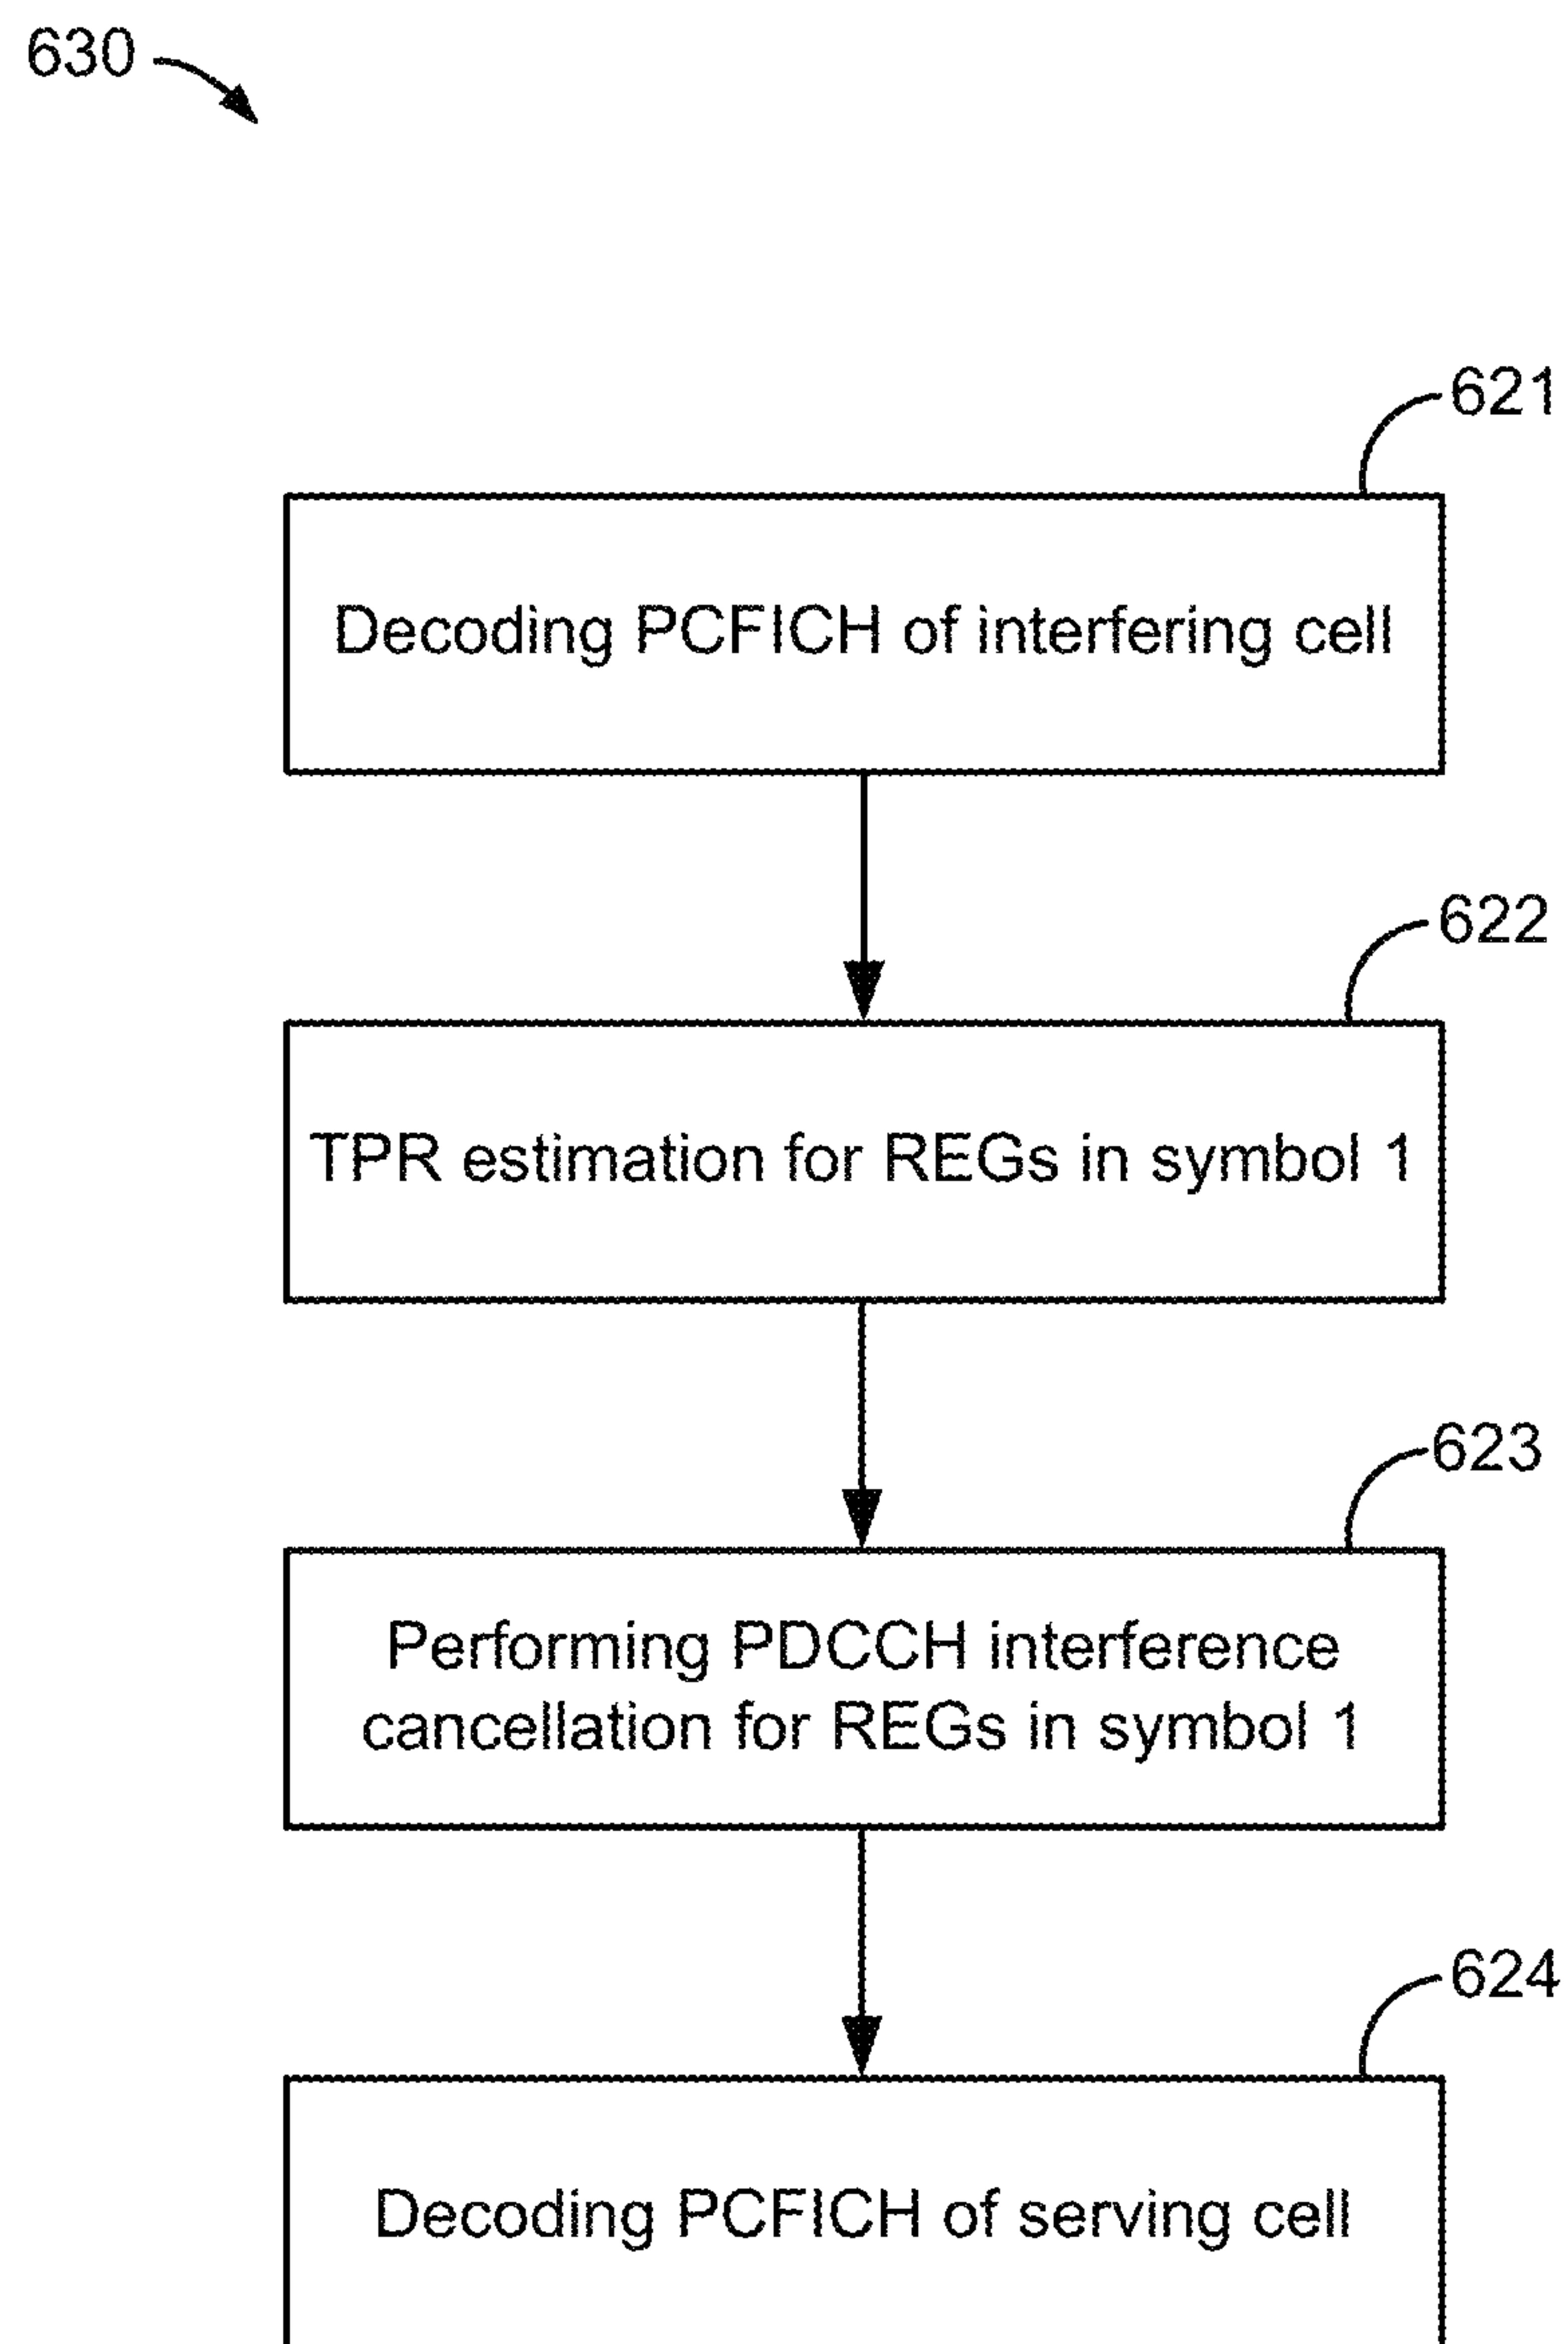 630
621
Decoding PCFICH of interfering cell
622
TPR estimation for REGs in symbol 1
623
Performing PDCCH interference
cancellation for REGs in symbol 1
624
Decoding PCFICH of serving cell